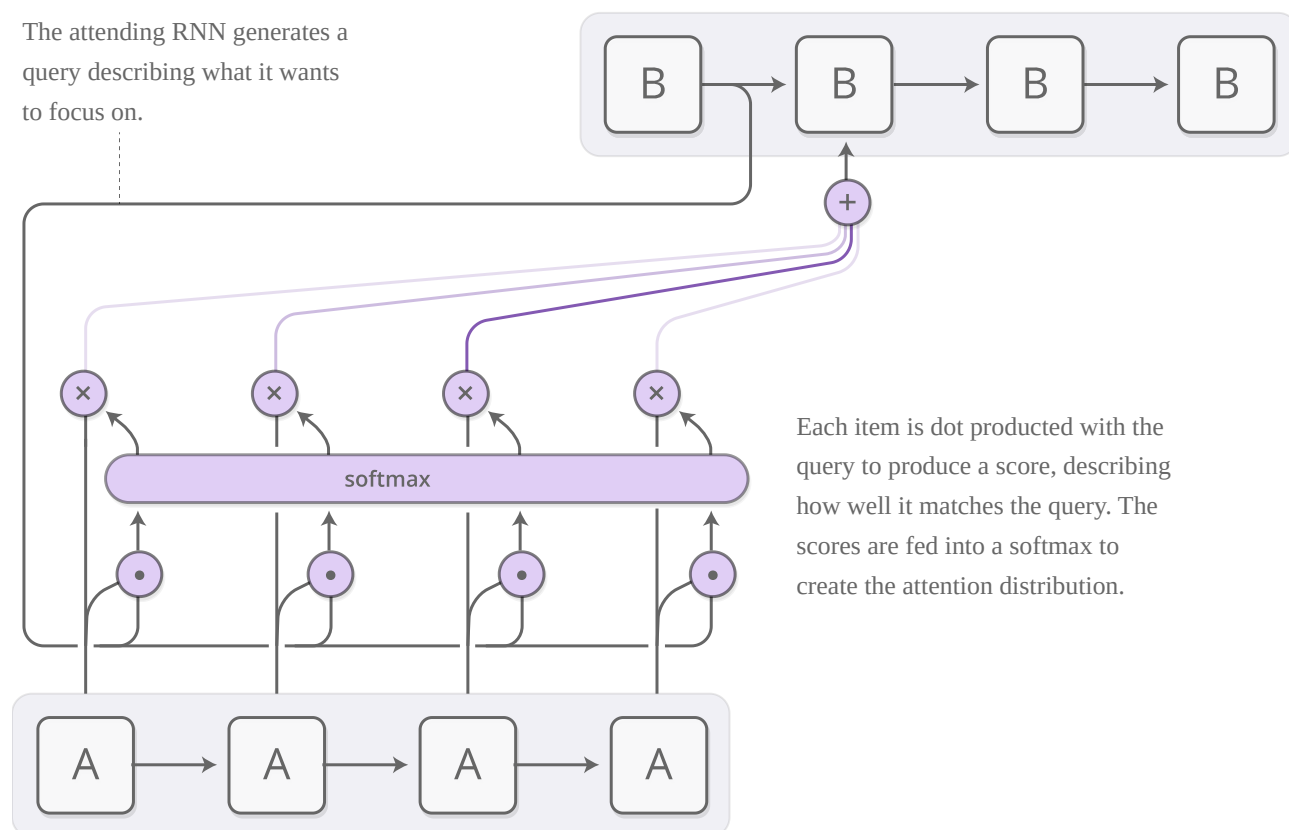 The attending RNN generates a
query describing what it wants
to focus on.
B B B B
+
× × × ×
softmax
Each item is dot producted with the
query to produce a score, describing
how well it matches the query. The
scores are fed into a softmax to
create the attention distribution.
• • • •
A A A A